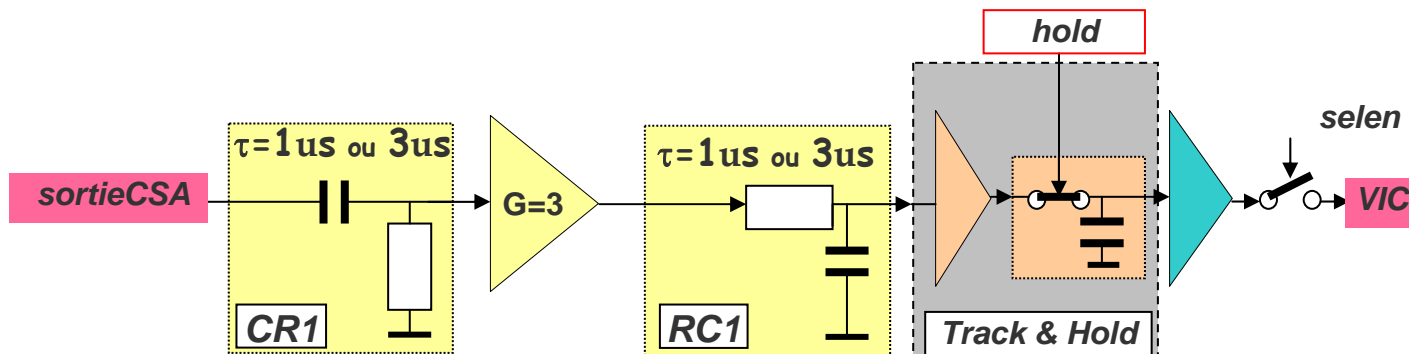 hold
selen
τ=1us ou 3us
τ=1us ou 3us
sortieCSA
G=3
VIC
CR1
RC1
Track & Hold